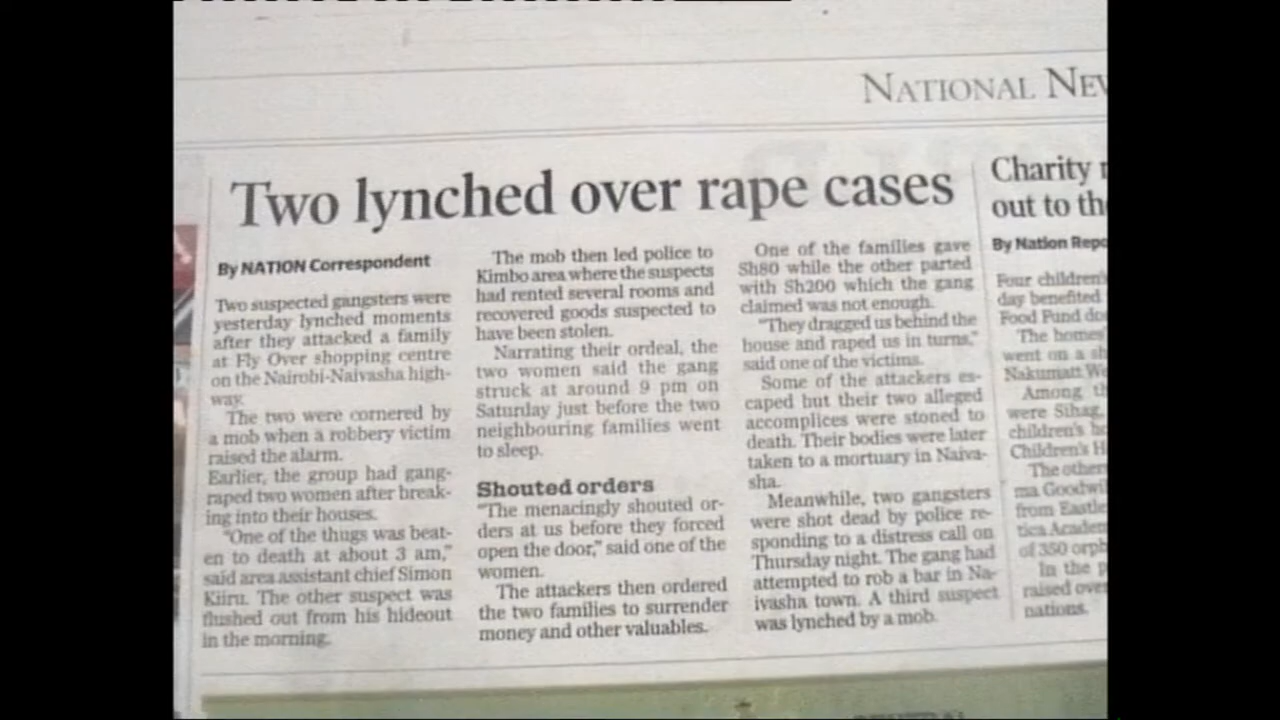 NATIONAL NEW
Two lynched over rape cases
By NATION Correspondent
Two suspected gangsters were
yesterday lynched moments
after they attacked a family
at Fly Over shopping centre
on the Nairobi-Naivasha high-
way.
The two were cornered by
a mob when a robbery victim
raised the alarm.
Earlier, the group had gang-
raped two women after break-
ing into their houses.
"One of the thugs was beat-
en to death at about 3 am,"
said area assistant chief Simon
Kiiru. The other suspect was
flushed out from his hideout
in the morning.
The mob then led police to
Kimbo area where the suspects
had rented several rooms and
recovered goods suspected to
have been stolen.
Narrating their ordeal, the
two women said the gang
struck at around 9 pm on
Saturday just before the two
neighbouring families went
to sleep.
Shouted orders
"The menacingly shouted or-
ders at us before they forced
open the door," said one of the
women.
The attackers then ordered
the two families to surrender
money and other valuables.
One of the families gave
Sh80 while the other parted
with Sh200 which the gang
claimed was not enough.
"They dragged us behind the
house and raped us in turns,"
said one of the victims.
Some of the attackers es-
caped but their two alleged
accomplices were stoned to
death. Their bodies were later
taken to a mortuary in Naiva-
sha.
Meanwhile, two gangsters
were shot dead by police re-
sponding to a distress call on
Thursday night. The gang had
attempted to rob a bar in Na-
ivasha town. A third suspect
was lynched by a mob.
Charity
out to th
By Nation Repo
Four children's
day benefited
Food Fund do
The homes'
went on a sh
Nakumatt We
Among th
were Sihag,
children's ho
Children's H
The others
ma Goodwil
from Eastle
tica Academ
of 350 orph
In the p
raised over
nations.